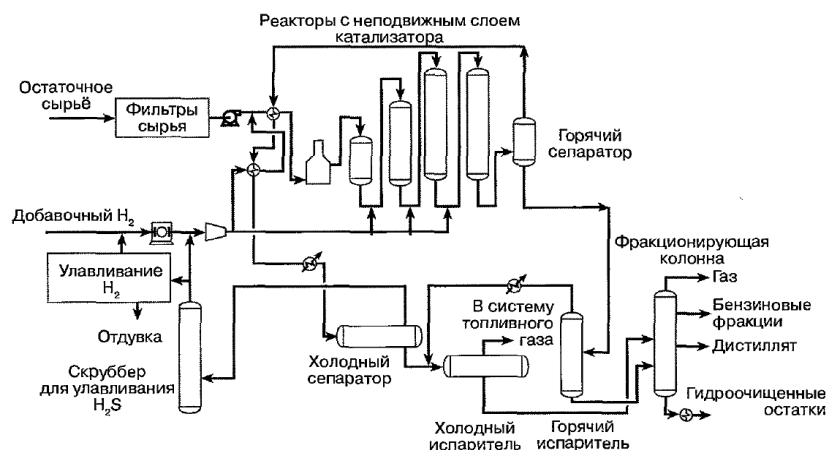 Реакторы с неподвижным слоем
катализатора
Остаточное
сырьё
Фильтры
сырья
Горячий
сепаратор
Добавочный H₂
Фракционирующая
колонна
Газ
Улавливание
H₂
В систему
топливного
газа
Бензиновые
фракции
Отдувка
Дистиллят
Холодный
сепаратор
Скруббер
для улавливания
H₂S
Гидроочищенные
остатки
Холодный
испаритель
Горячий
испаритель